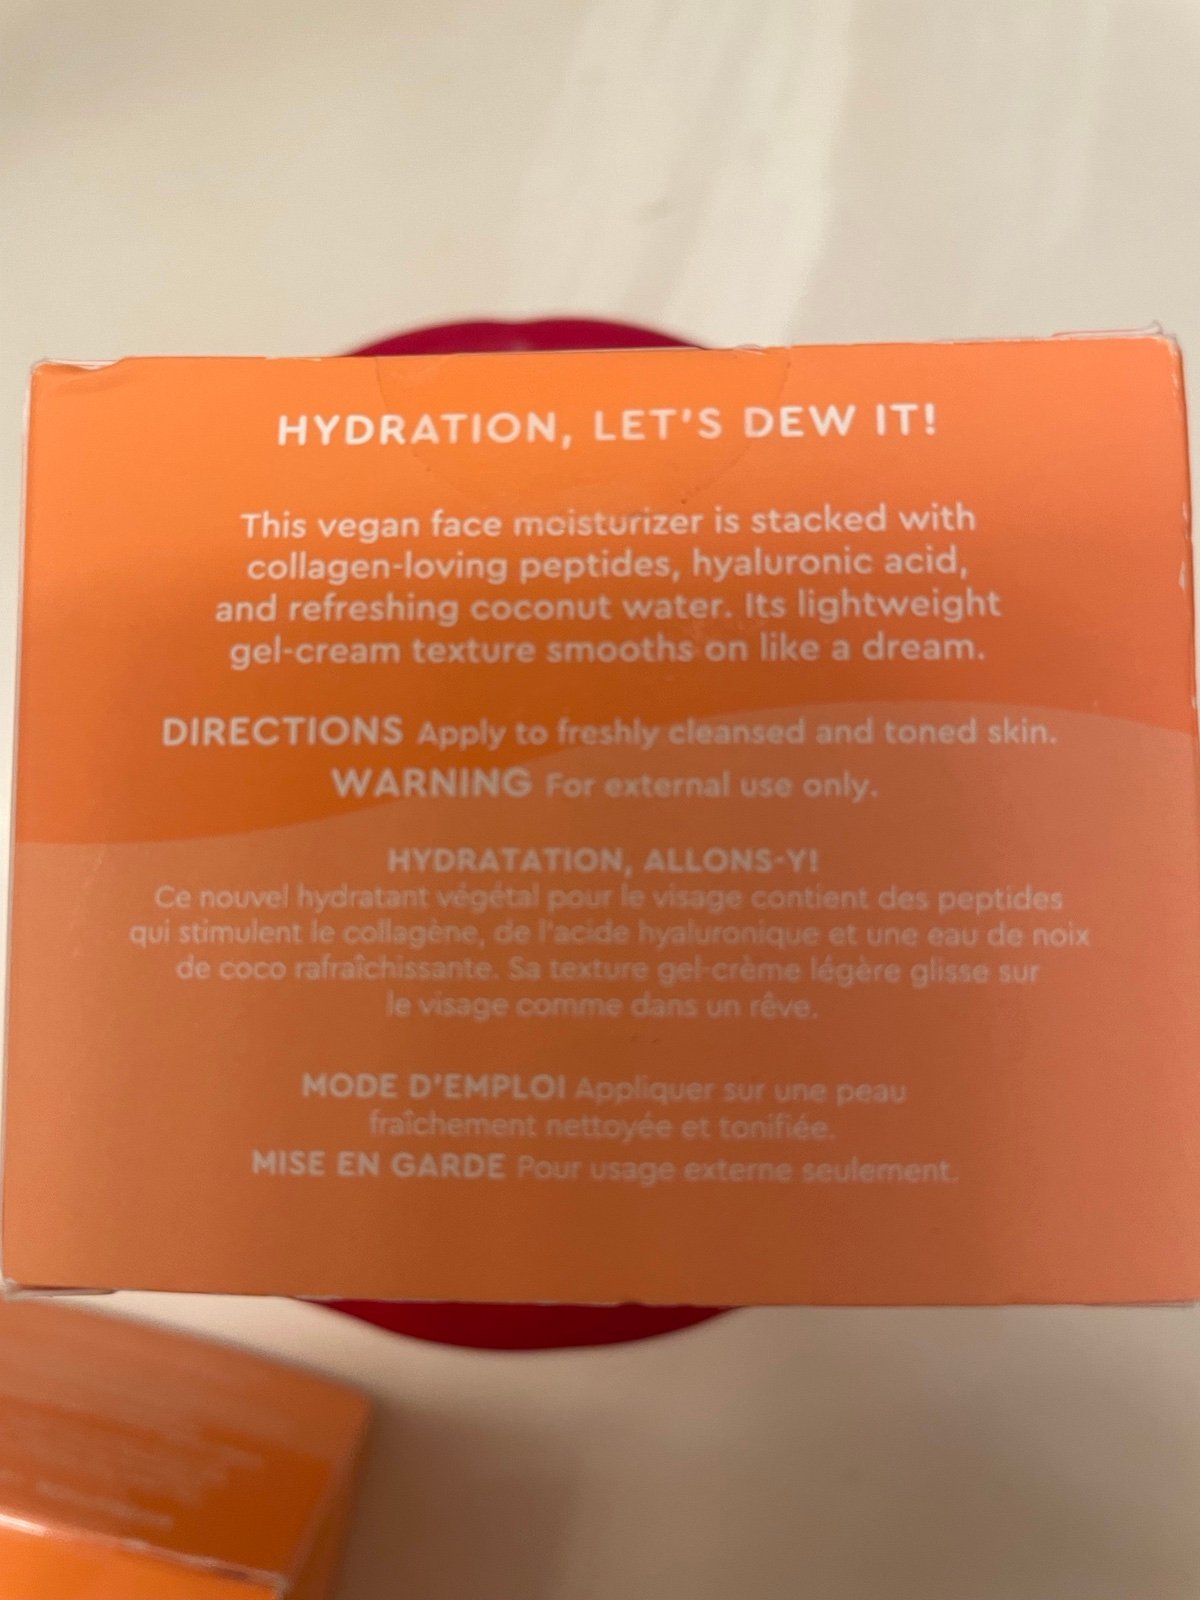 HYDRATION, LET'S DEW IT!
This vegan face moisturizer is stacked with
collagen-loving peptides, hyaluronic acid,
and refreshing coconut water. Its lightweight
gel-cream texture smooths on like a dream.
DIRECTIONS Apply to freshly cleansed and toned skin.
WARNING For external use only.
HYDRATATION, ALLONS-Y!
Ce nouvel hydratant végétal pour le visage contient des peptides
qui stimulent le collagène, de l'acide hyaluronique et une eau de noix
de coco rafraîchissante. Sa texture gel-crème légère glisse sur
le visage comme dans un rêve.
MODE D'EMPLOI Appliquer sur une peau
fraîchement nettoyée et tonifiée.
MISE EN GARDE Pour usage externe seulement.